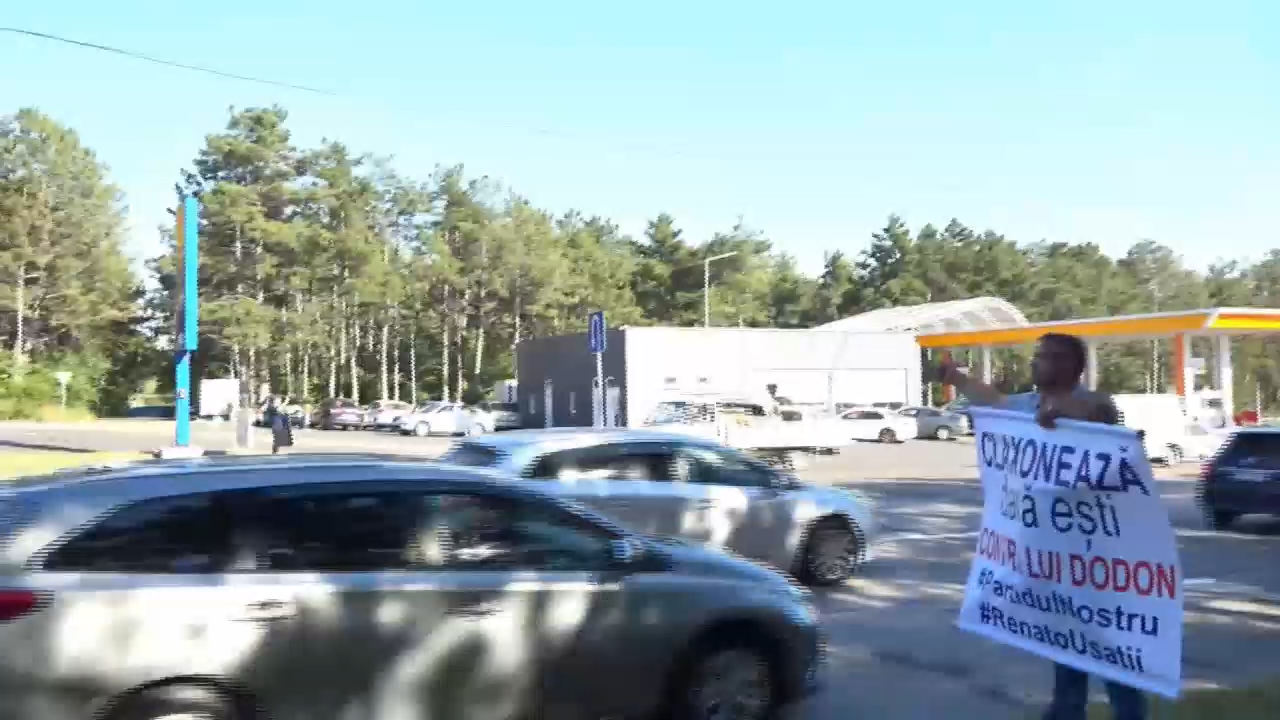 CLAXONEAZĂ
dacă ești
CONTRA LUI DODON
#PartidulNostru
#RenatoUsatii